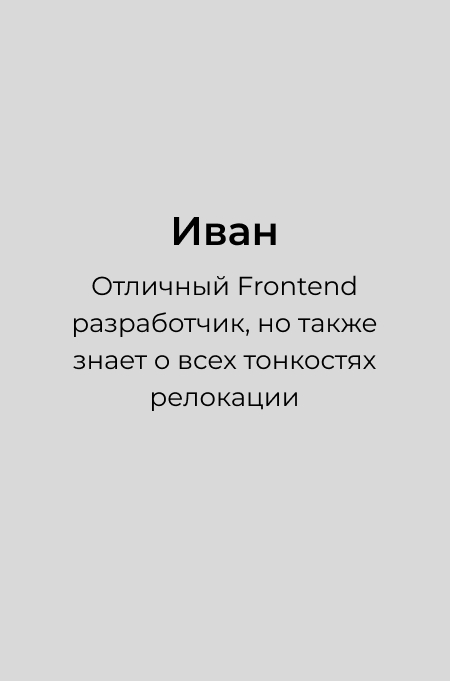 Иван
Отличный Frontend
разработчик, но также
знает о всех тонкостях
релокации